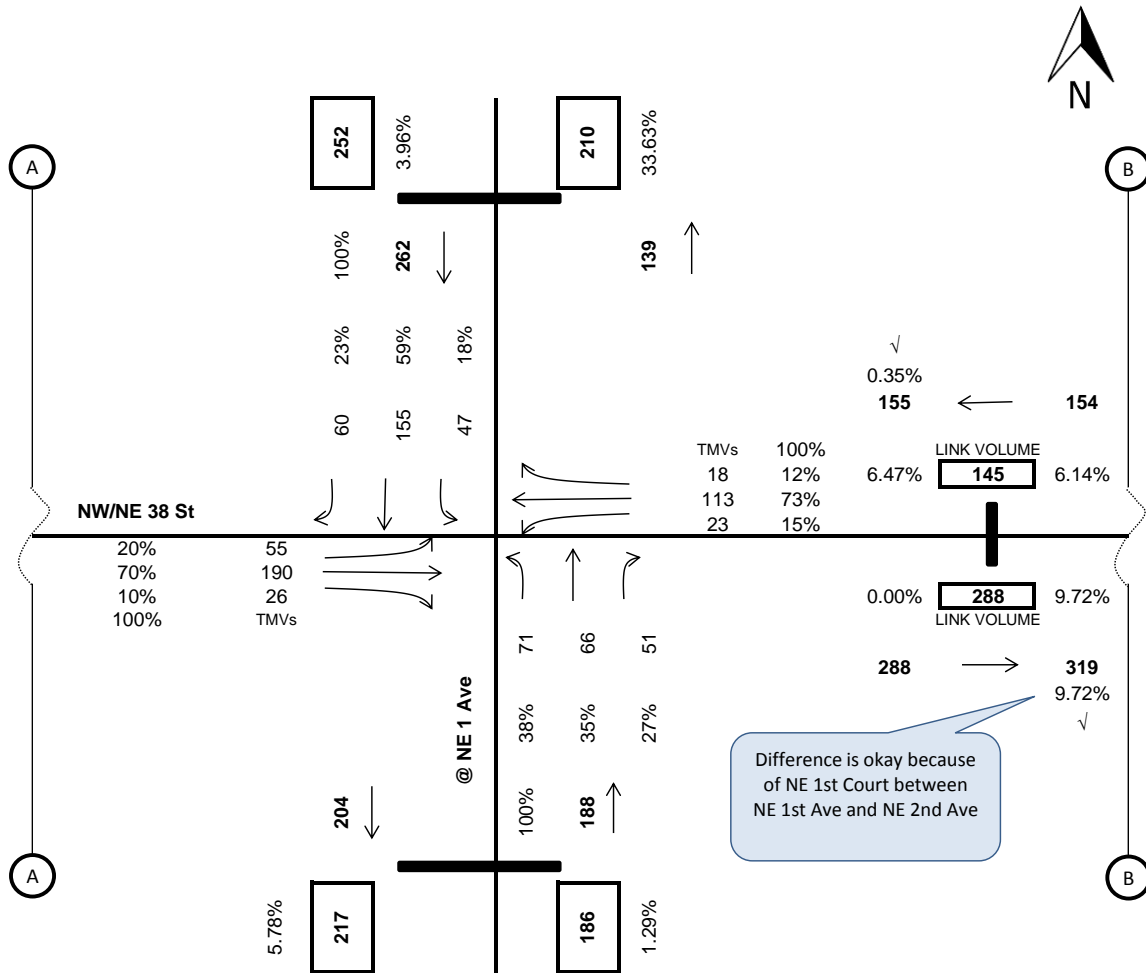 N
A
B
252
3.96%
210
33.63%
100%
262
139
23%
59%
18%
60
155
47
√
0.35%
155
154
TMVs 100%
18 12%
113 73%
23 15%
LINK VOLUME
6.47% 145 6.14%
NW/NE 38 St
20% 55
70% 190
10% 26
100% TMVs
0.00% 288 9.72%
LINK VOLUME
71
66
51
288
319
9.72%
√
38%
35%
27%
@ NE 1 Ave
Difference is okay because
of NE 1st Court between
NE 1st Ave and NE 2nd Ave
204
100%
188
A
B
5.78%
217
186
1.29%